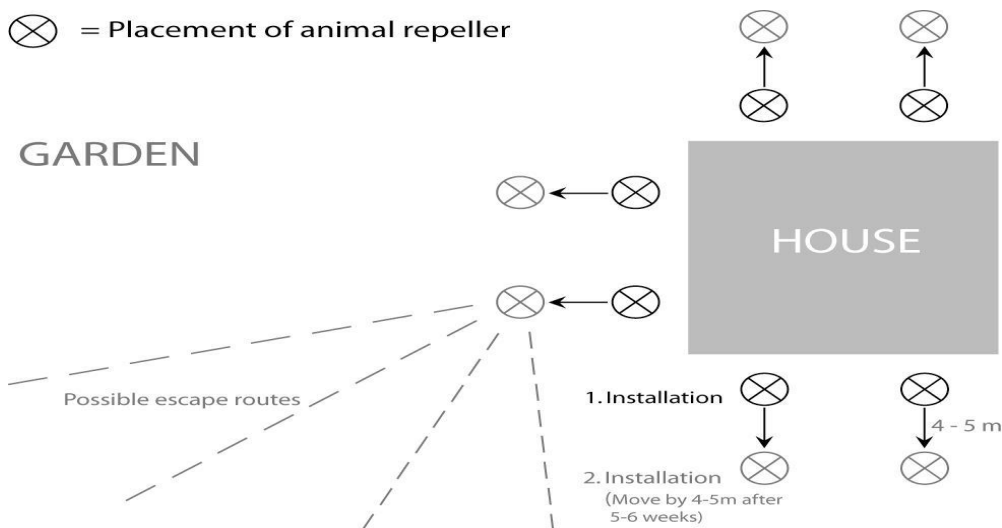 = Placement of animal repeller
GARDEN
HOUSE
Possible escape routes
1. Installation
4 - 5 m
2. Installation
(Move by 4-5m after
5-6 weeks)